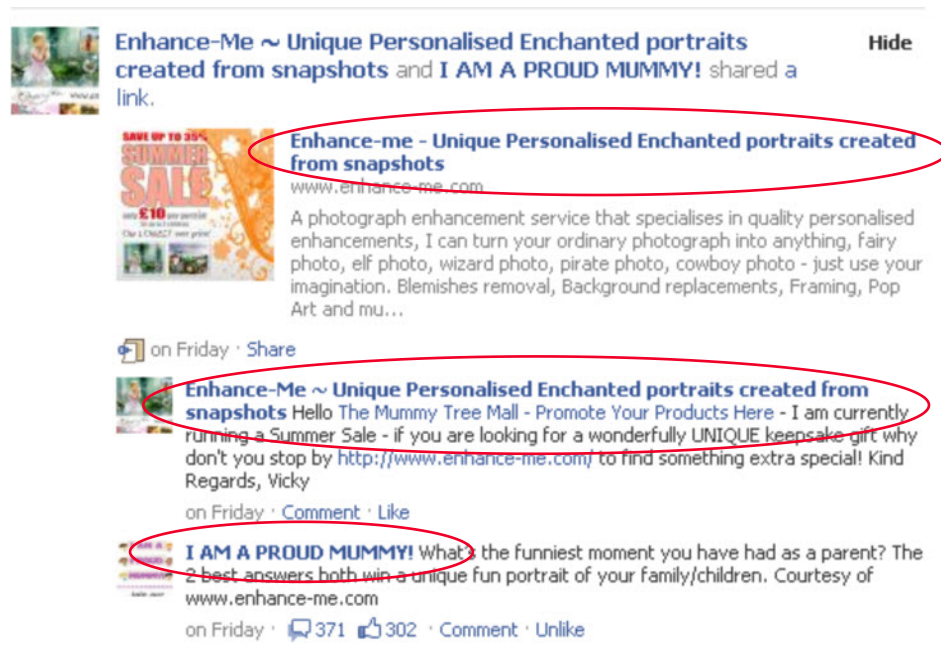 Enhance-Me ~ Unique Personalised Enchanted portraits
created from snapshots and I AM A PROUD MUMMY! shared a
link.
Hide
SAVE UP TO 35%
SUMMER
SALE
only £10 per portrait
Enhance-me - Unique Personalised Enchanted portraits created
from snapshots
www.enhance-me.com
A photograph enhancement service that specialises in quality personalised
enhancements, I can turn your ordinary photograph into anything, fairy
photo, elf photo, wizard photo, pirate photo, cowboy photo - just use your
imagination. Blemishes removal, Background replacements, Framing, Pop
Art and mu...
on Friday · Share
Enhance-Me ~ Unique Personalised Enchanted portraits created from
snapshots Hello The Mummy Tree Mall - Promote Your Products Here - I am currently
running a Summer Sale - if you are looking for a wonderfully UNIQUE keepsake gift why
don't you stop by http://www.enhance-me.com/ to find something extra special! Kind
Regards, Vicky
on Friday · Comment · Like
I AM A PROUD MUMMY! What's the funniest moment you have had as a parent? The
2 best answers both win a unique fun portrait of your family/children. Courtesy of
www.enhance-me.com
on Friday · 371 302 · Comment · Unlike